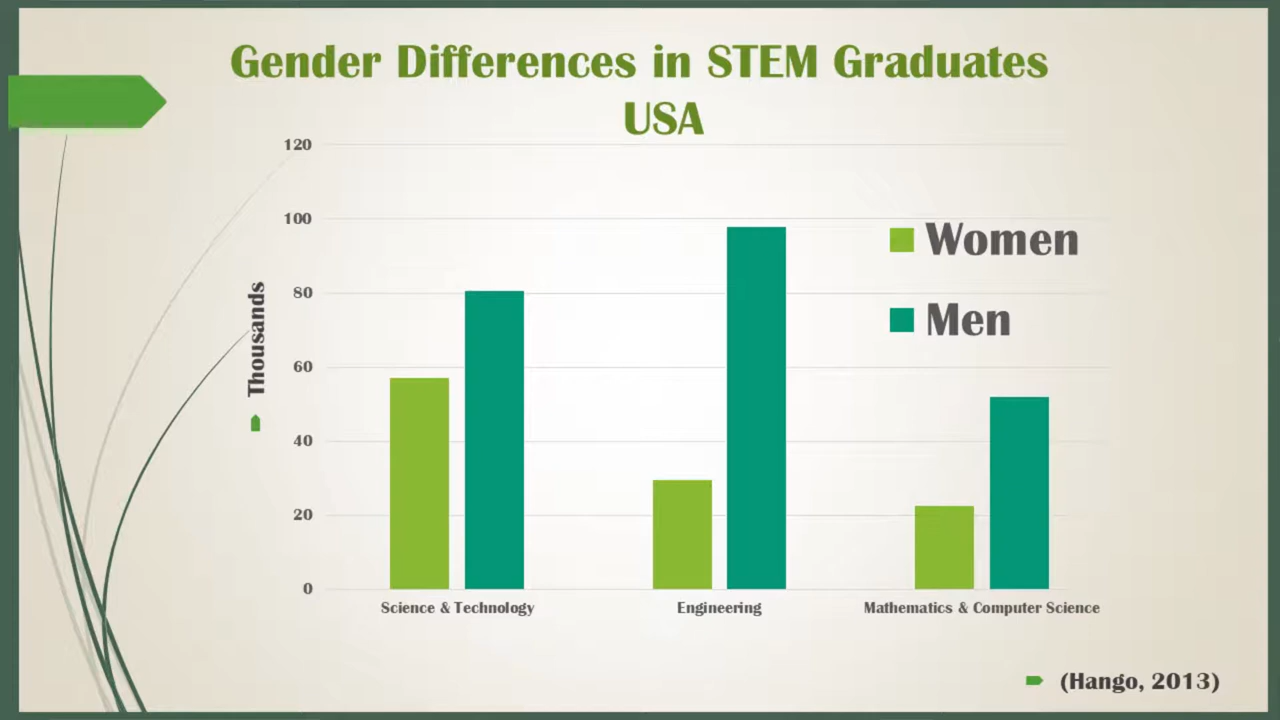 Gender Differences in STEM Graduates
USA
120
100
80
60
40
20
0
Thousands
Women
Men
Science & Technology
Engineering
Mathematics & Computer Science
(Hango, 2013)